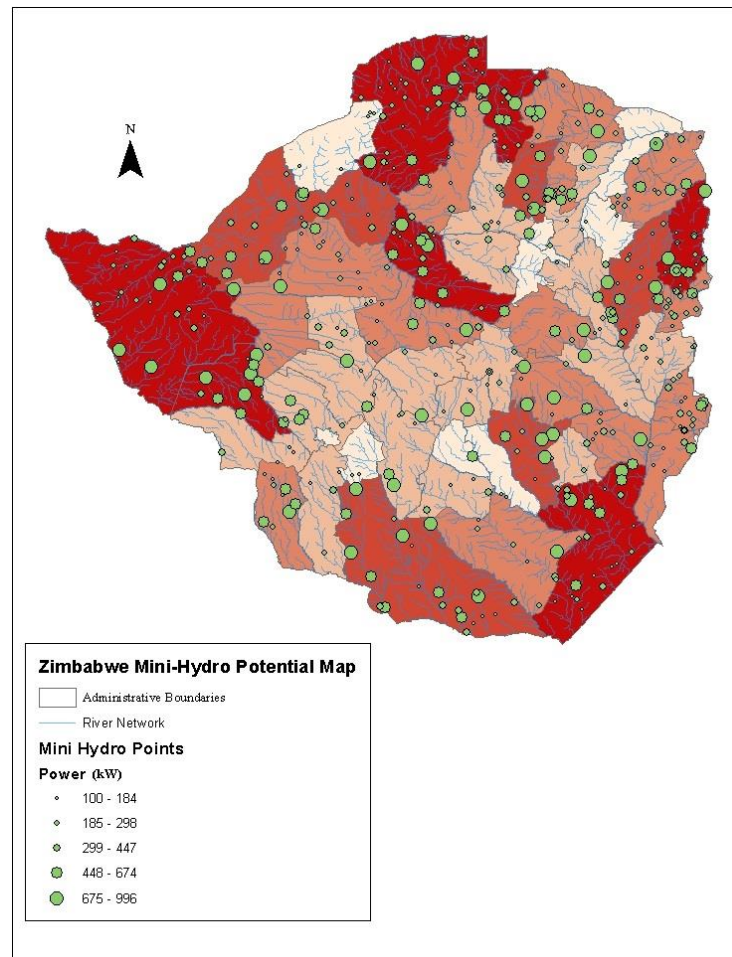 N
Zimbabwe Mini-Hydro Potential Map
Administrative Boundaries
River Network
Mini Hydro Points
Power (kW)
100 - 184
185 - 298
299 - 447
448 - 674
675 - 996